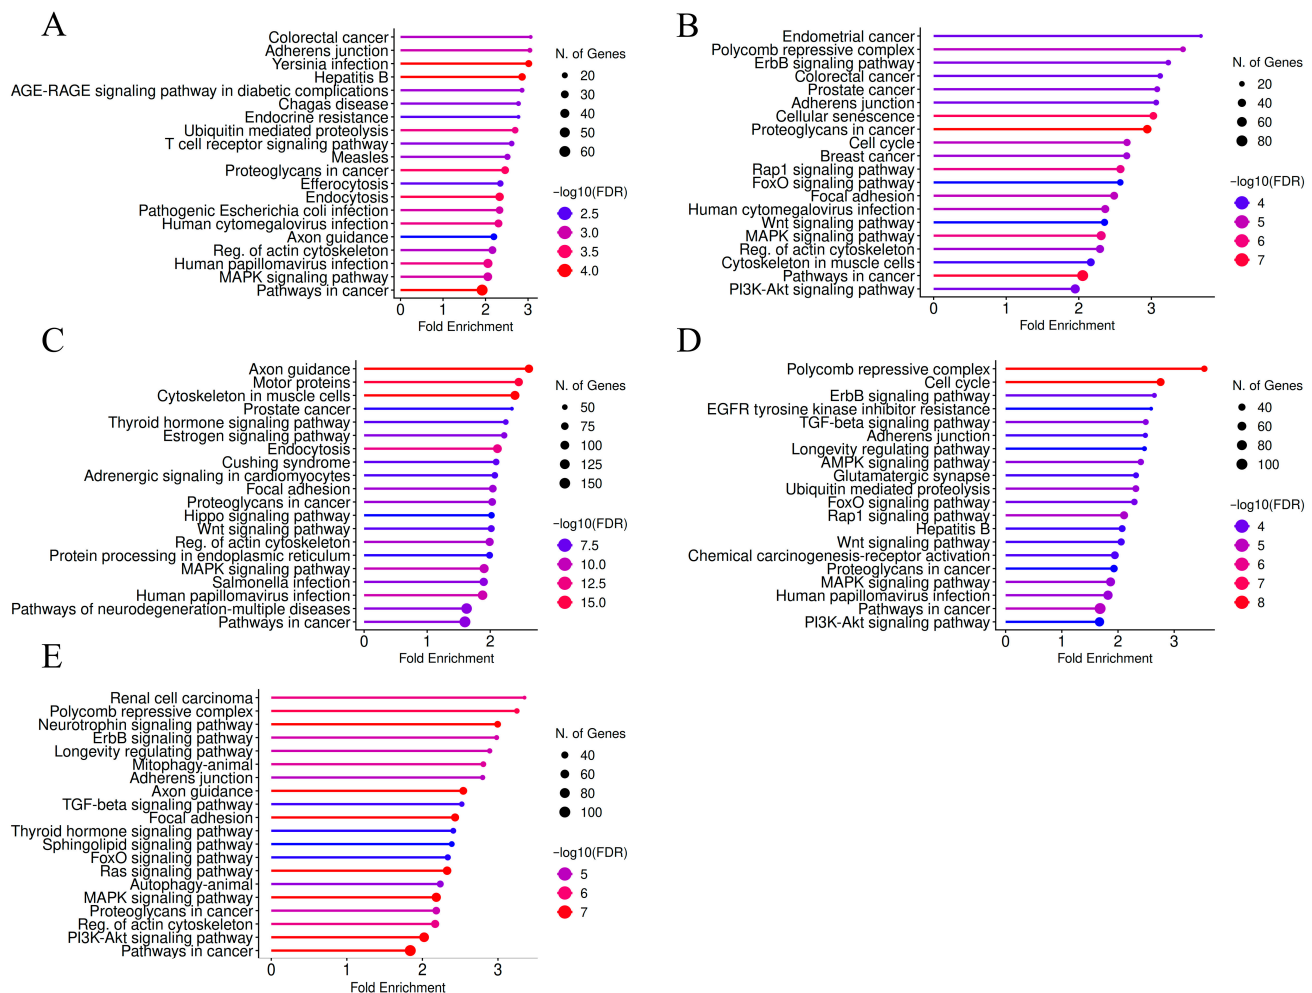 A
Colorectal cancer
Adherens junction
Yersinia infection
Hepatitis B
AGE-RAGE signaling pathway in diabetic complications
Chagas disease
Endocrine resistance
Ubiquitin mediated proteolysis
T cell receptor signaling pathway
Measles
Proteoglycans in cancer
Efferocytosis
Endocytosis
Pathogenic Escherichia coli infection
Human cytomegalovirus infection
Axon guidance
Reg. of actin cytoskeleton
Human papillomavirus infection
MAPK signaling pathway
Pathways in cancer
0 1 2 3
Fold Enrichment
N. of Genes
20
30
40
50
60
−log10(FDR)
2.5
3.0
3.5
4.0
B
Endometrial cancer
Polycomb repressive complex
ErbB signaling pathway
Colorectal cancer
Prostate cancer
Adherens junction
Cellular senescence
Proteoglycans in cancer
Cell cycle
Breast cancer
Rap1 signaling pathway
FoxO signaling pathway
Focal adhesion
Human cytomegalovirus infection
Wnt signaling pathway
MAPK signaling pathway
Reg. of actin cytoskeleton
Cytoskeleton in muscle cells
Pathways in cancer
PI3K-Akt signaling pathway
0 1 2 3
Fold Enrichment
N. of Genes
20
40
60
80
−log10(FDR)
4
5
6
7
C
Axon guidance
Motor proteins
Cytoskeleton in muscle cells
Prostate cancer
Thyroid hormone signaling pathway
Estrogen signaling pathway
Endocytosis
Cushing syndrome
Adrenergic signaling in cardiomyocytes
Focal adhesion
Proteoglycans in cancer
Hippo signaling pathway
Wnt signaling pathway
Reg. of actin cytoskeleton
Protein processing in endoplasmic reticulum
MAPK signaling pathway
Salmonella infection
Human papillomavirus infection
Pathways of neurodegeneration-multiple diseases
Pathways in cancer
0 1 2
Fold Enrichment
N. of Genes
50
75
100
125
150
−log10(FDR)
7.5
10.0
12.5
15.0
D
Polycomb repressive complex
Cell cycle
ErbB signaling pathway
EGFR tyrosine kinase inhibitor resistance
TGF-beta signaling pathway
Adherens junction
Longevity regulating pathway
AMPK signaling pathway
Glutamatergic synapse
Ubiquitin mediated proteolysis
FoxO signaling pathway
Rap1 signaling pathway
Hepatitis B
Wnt signaling pathway
Chemical carcinogenesis-receptor activation
Proteoglycans in cancer
MAPK signaling pathway
Human papillomavirus infection
Pathways in cancer
PI3K-Akt signaling pathway
0 1 2 3
Fold Enrichment
N. of Genes
40
60
80
100
−log10(FDR)
4
5
6
7
8
E
Renal cell carcinoma
Polycomb repressive complex
Neurotrophin signaling pathway
ErbB signaling pathway
Longevity regulating pathway
Mitophagy-animal
Adherens junction
Axon guidance
TGF-beta signaling pathway
Focal adhesion
Thyroid hormone signaling pathway
Sphingolipid signaling pathway
FoxO signaling pathway
Ras signaling pathway
Autophagy-animal
MAPK signaling pathway
Proteoglycans in cancer
Reg. of actin cytoskeleton
PI3K-Akt signaling pathway
Pathways in cancer
0 1 2 3
Fold Enrichment
N. of Genes
40
60
80
100
−log10(FDR)
5
6
7